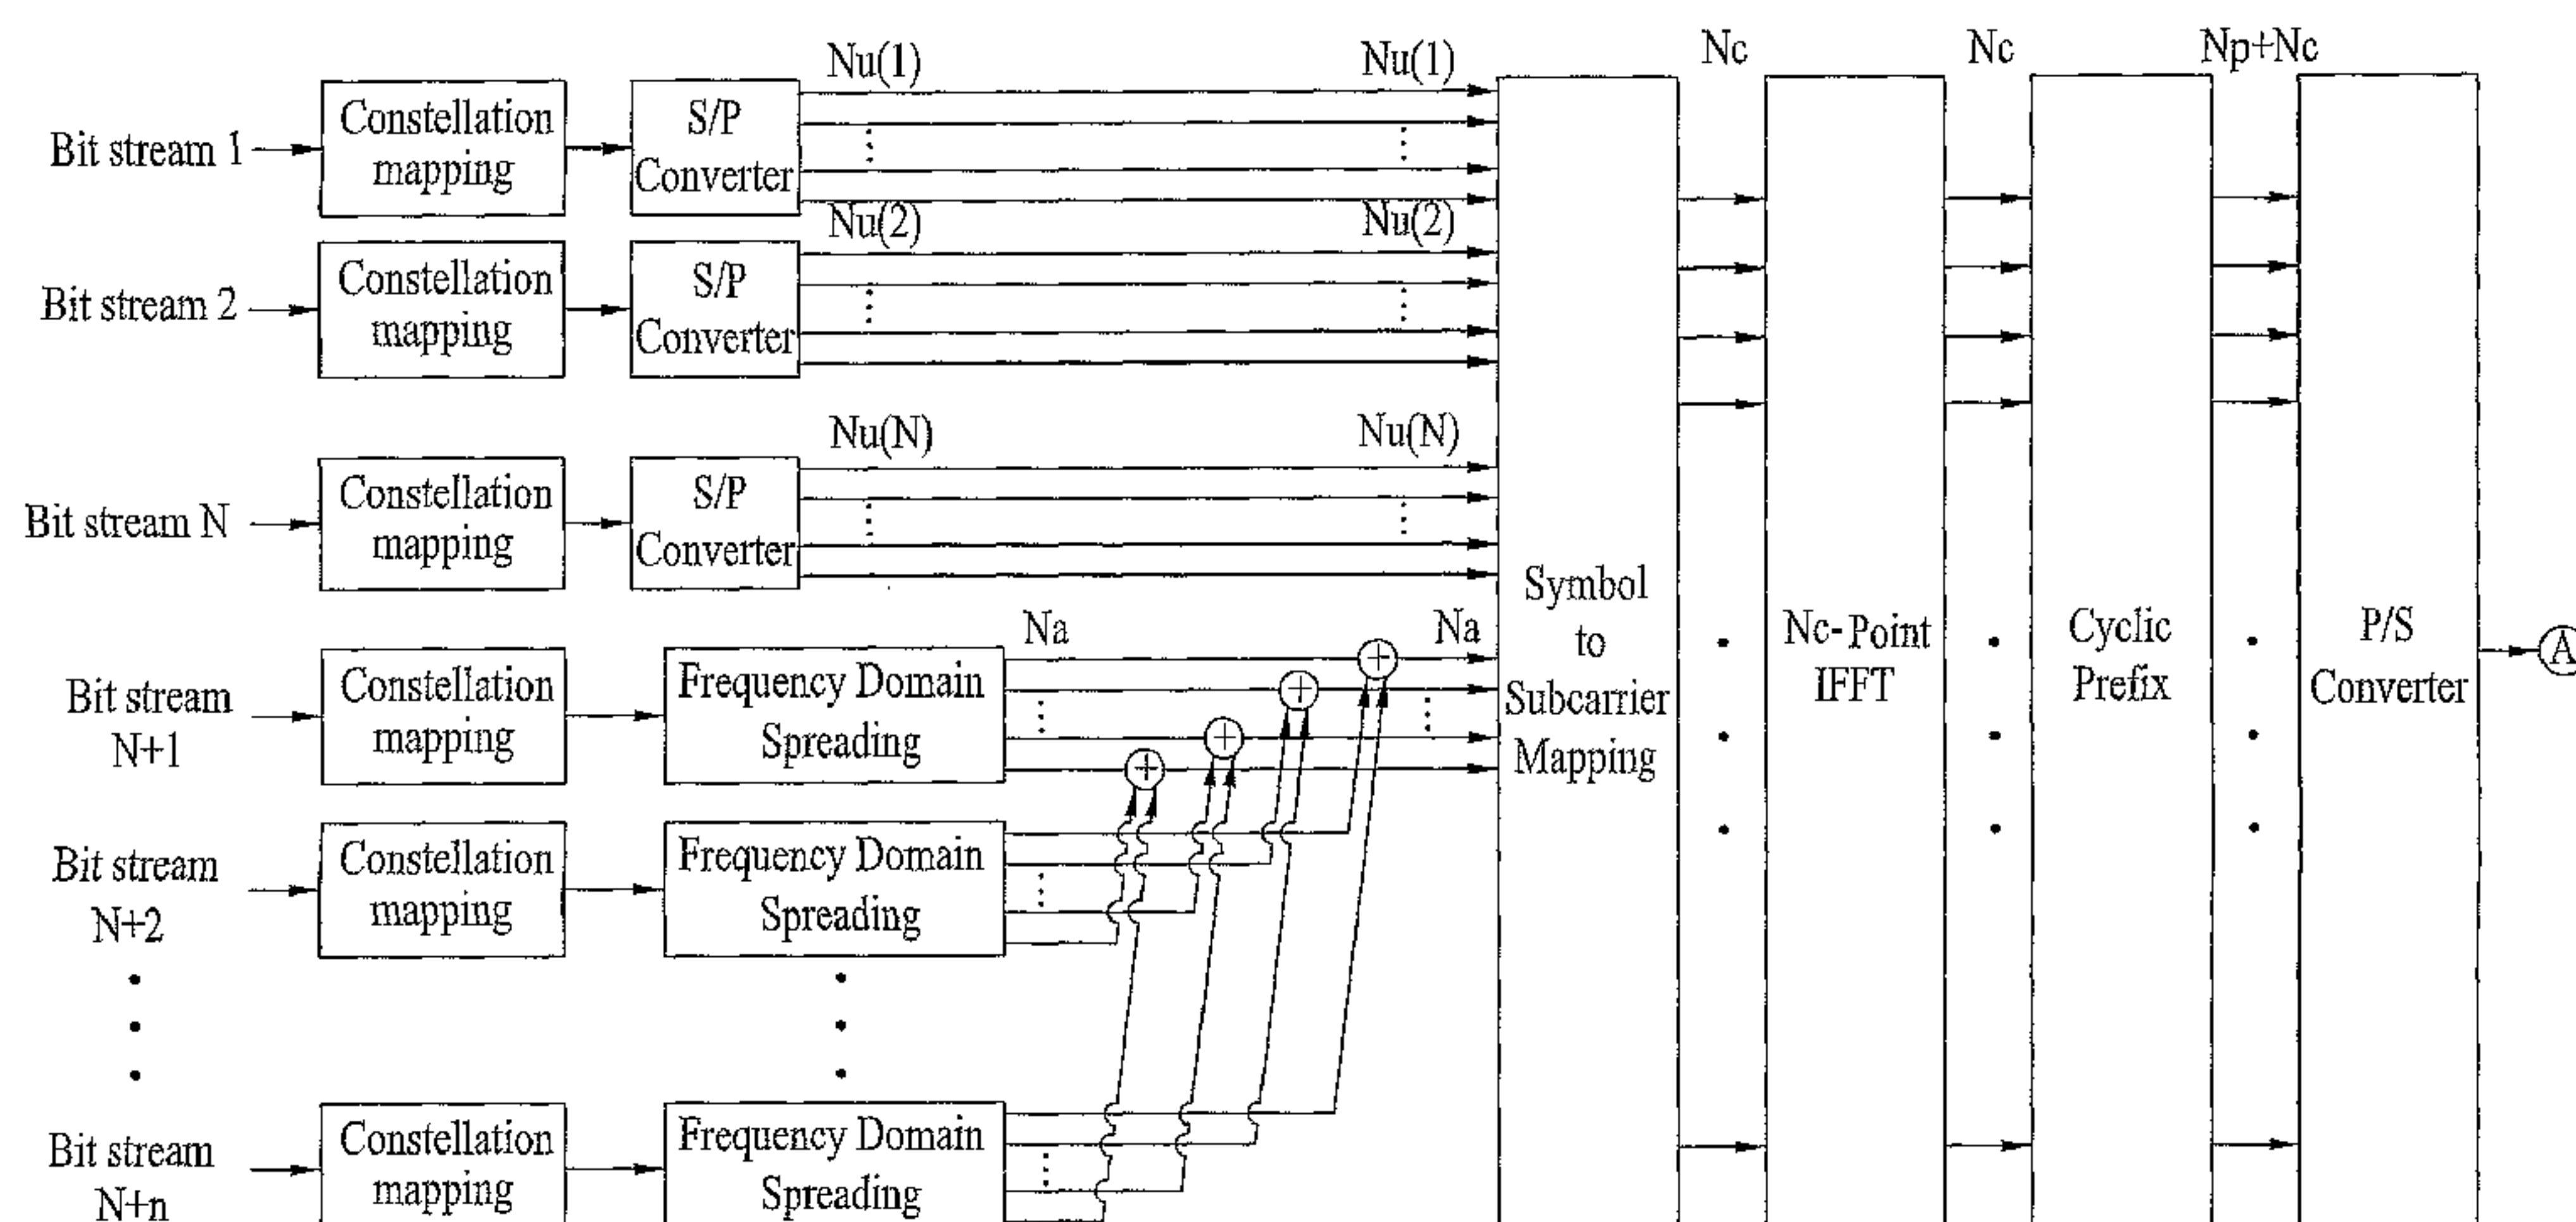 Nu(1)
Nu(1)
Nc
Nc
Np+Nc
Bit stream 1
Constellation
mapping
S/P
Converter
Nu(2)
Nu(2)
Bit stream 2
Constellation
mapping
S/P
Converter
Nu(N)
Nu(N)
Bit stream N
Constellation
mapping
S/P
Converter
Na
Na
Bit stream
N+1
Constellation
mapping
Frequency Domain
Spreading
Bit stream
N+2
Constellation
mapping
Frequency Domain
Spreading
Bit stream
N+n
Constellation
mapping
Frequency Domain
Spreading
Symbol
to
Subcarrier
Mapping
Nc-Point
IFFT
Cyclic
Prefix
P/S
Converter
A